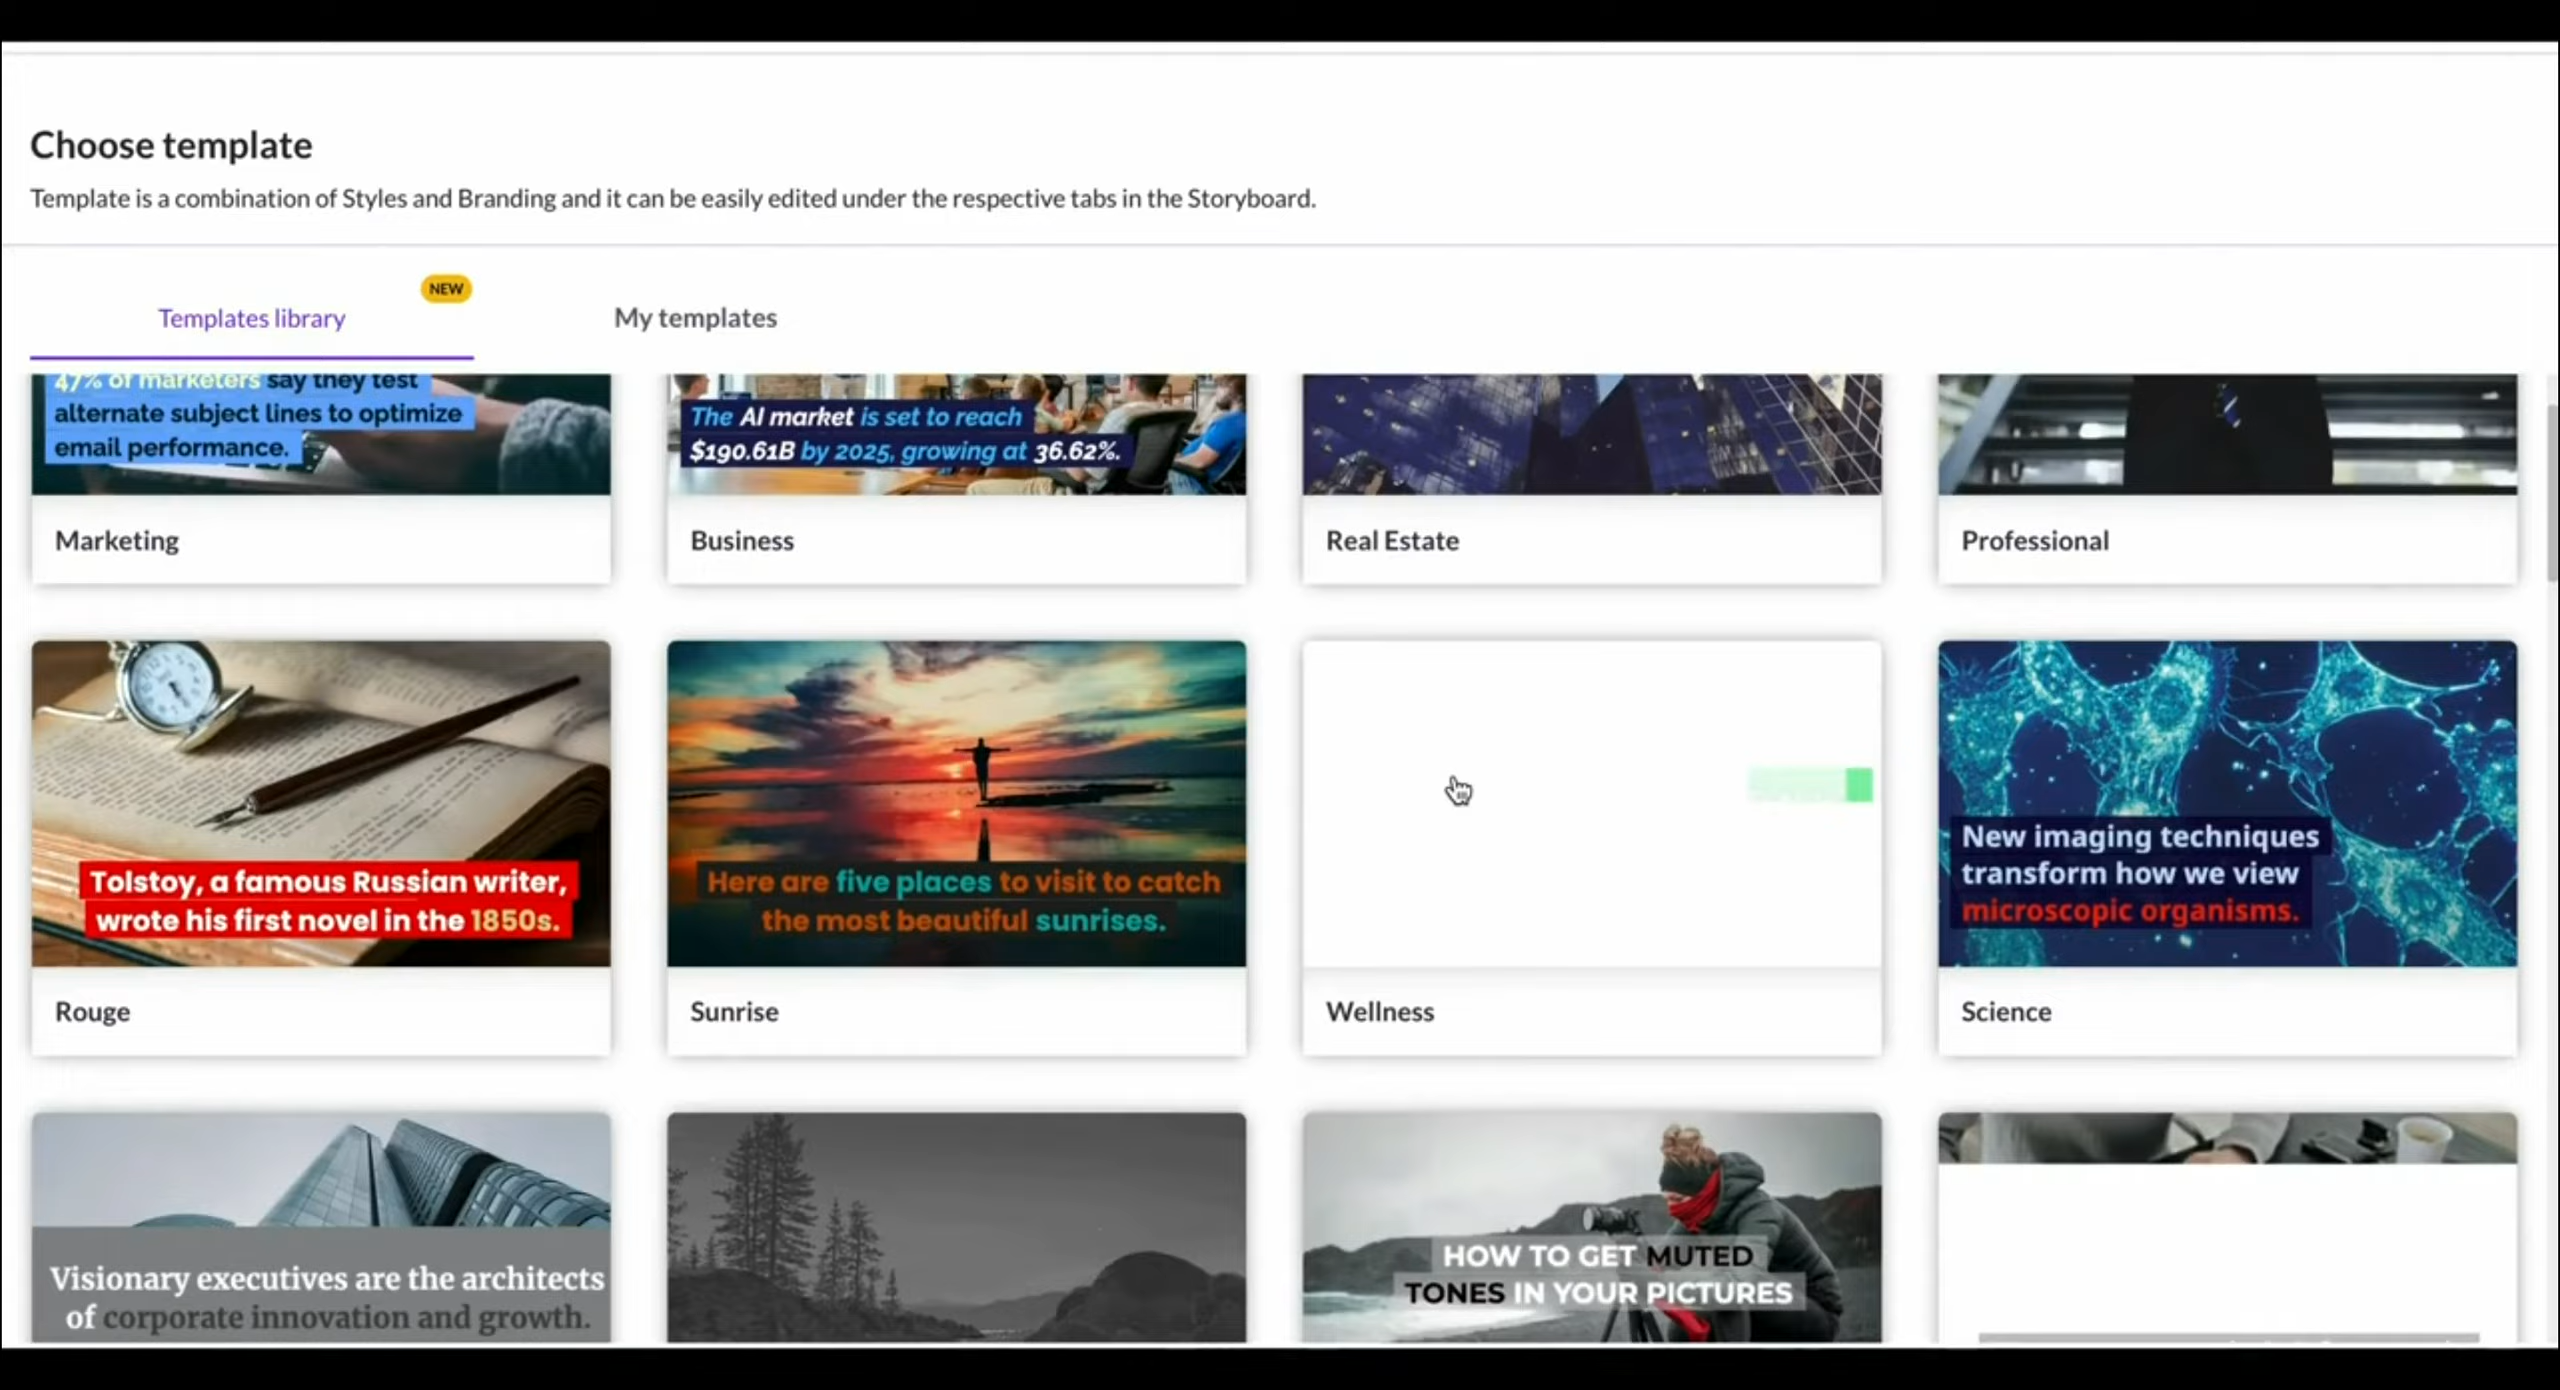 Choose template
Template is a combination of Styles and Branding and it can be easily edited under the respective tabs in the Storyboard.
NEW
Templates library
My templates
47% of marketers say they test
alternate subject lines to optimize
email performance.
The AI market is set to reach
$190.61B by 2025, growing at 36.62%.
Marketing
Business
Real Estate
Professional
Tolstoy, a famous Russian writer,
wrote his first novel in the 1850s.
Here are five places to visit to catch
the most beautiful sunrises.
New imaging techniques
transform how we view
microscopic organisms.
Rouge
Sunrise
Wellness
Science
Visionary executives are the architects
of corporate innovation and growth.
HOW TO GET MUTED
TONES IN YOUR PICTURES